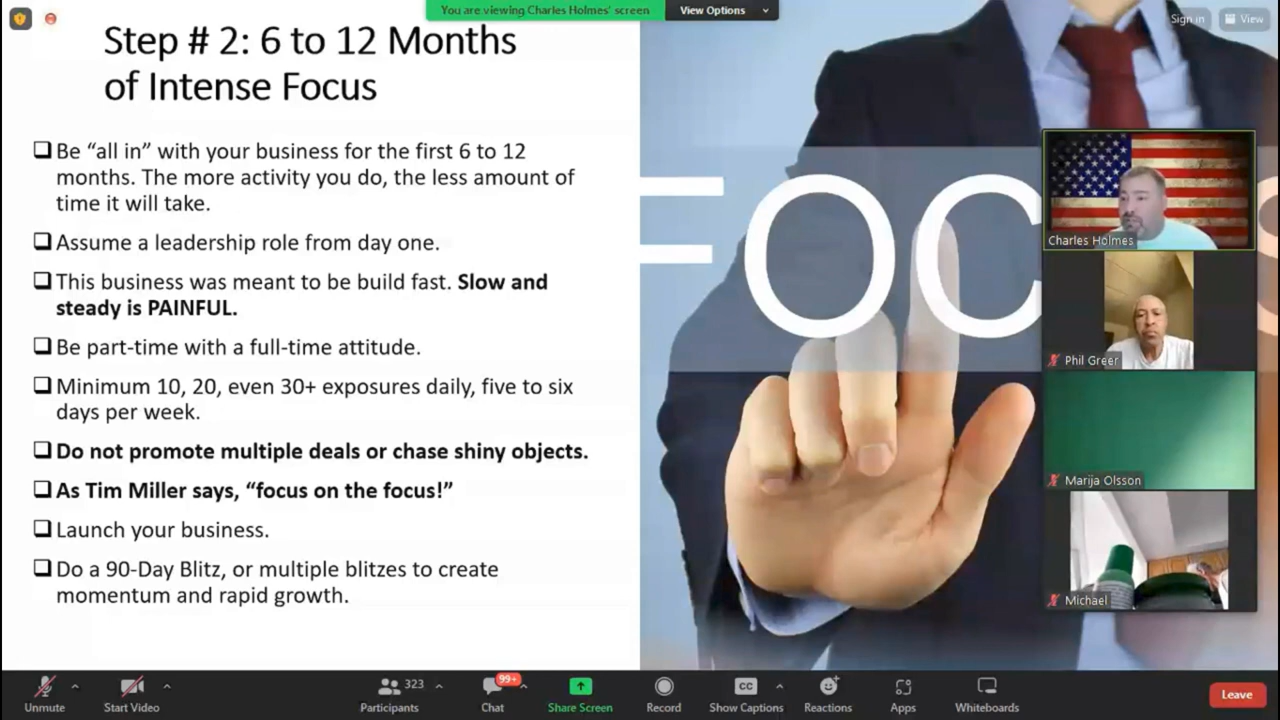 You are viewing Charles Holmes' screen
View Options
Sign in
View
Step # 2: 6 to 12 Months
of Intense Focus
Be “all in” with your business for the first 6 to 12
months. The more activity you do, the less amount of
time it will take.
Assume a leadership role from day one.
This business was meant to be build fast. Slow and
steady is PAINFUL.
Be part-time with a full-time attitude.
Minimum 10, 20, even 30+ exposures daily, five to six
days per week.
Do not promote multiple deals or chase shiny objects.
As Tim Miller says, “focus on the focus!”
Launch your business.
Do a 90-Day Blitz, or multiple blitzes to create
momentum and rapid growth.
FOC S
Charles Holmes
Phil Greer
Marija Olsson
Michael
Unmute
Start Video
323
Participants
99+
Chat
Share Screen
Record
CC
Show Captions
Reactions
Apps
Whiteboards
Leave